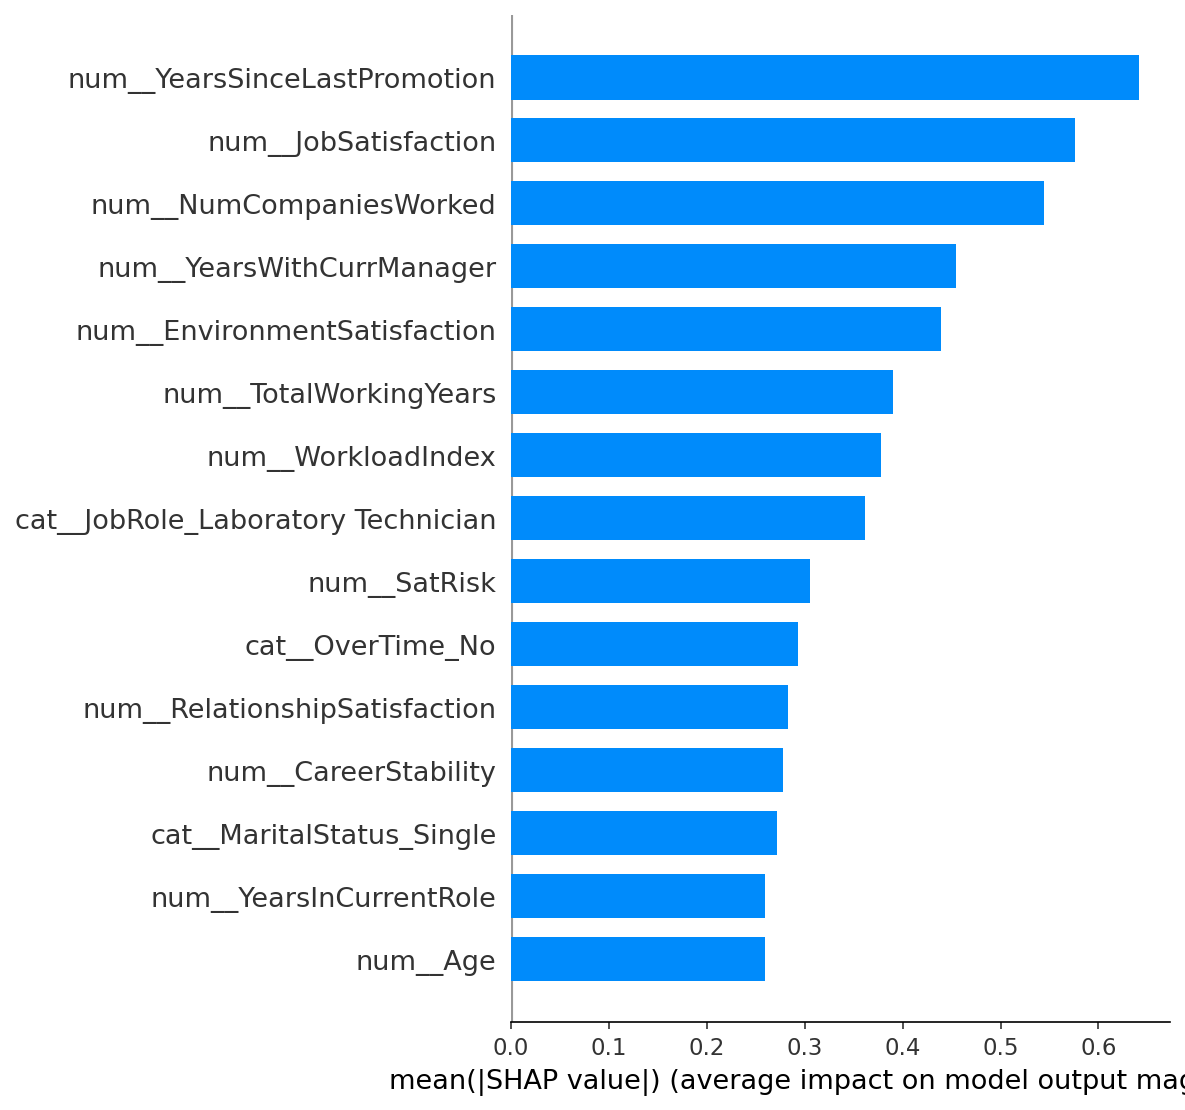 num__YearsSinceLastPromotion
num__JobSatisfaction
num__NumCompaniesWorked
num__YearsWithCurrManager
num__EnvironmentSatisfaction
num__TotalWorkingYears
num__WorkloadIndex
cat__JobRole_Laboratory Technician
num__SatRisk
cat__OverTime_No
num__RelationshipSatisfaction
num__CareerStability
cat__MaritalStatus_Single
num__YearsInCurrentRole
num__Age
0.0 0.1 0.2 0.3 0.4 0.5 0.6
mean(|SHAP value|) (average impact on model output mag